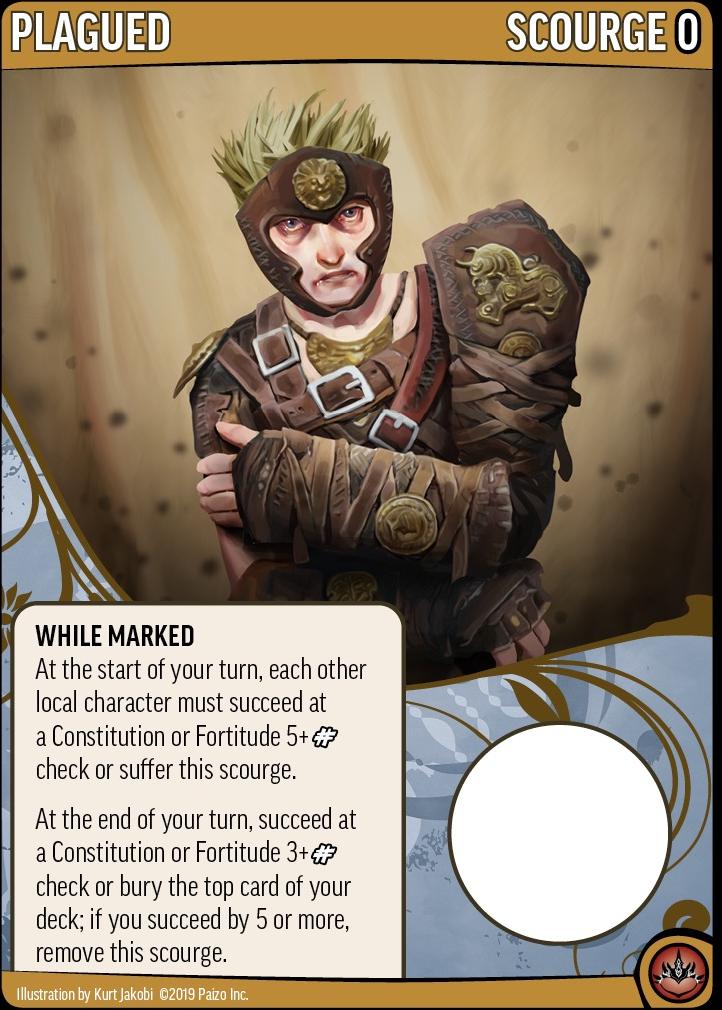 PLAGUED
SCOURGE 0
WHILE MARKED
At the start of your turn, each other
local character must succeed at
a Constitution or Fortitude 5+#
check or suffer this scourge.
At the end of your turn, succeed at
a Constitution or Fortitude 3+#
check or bury the top card of your
deck; if you succeed by 5 or more,
remove this scourge.
Illustration by Kurt Jakobi ©2019 Paizo Inc.